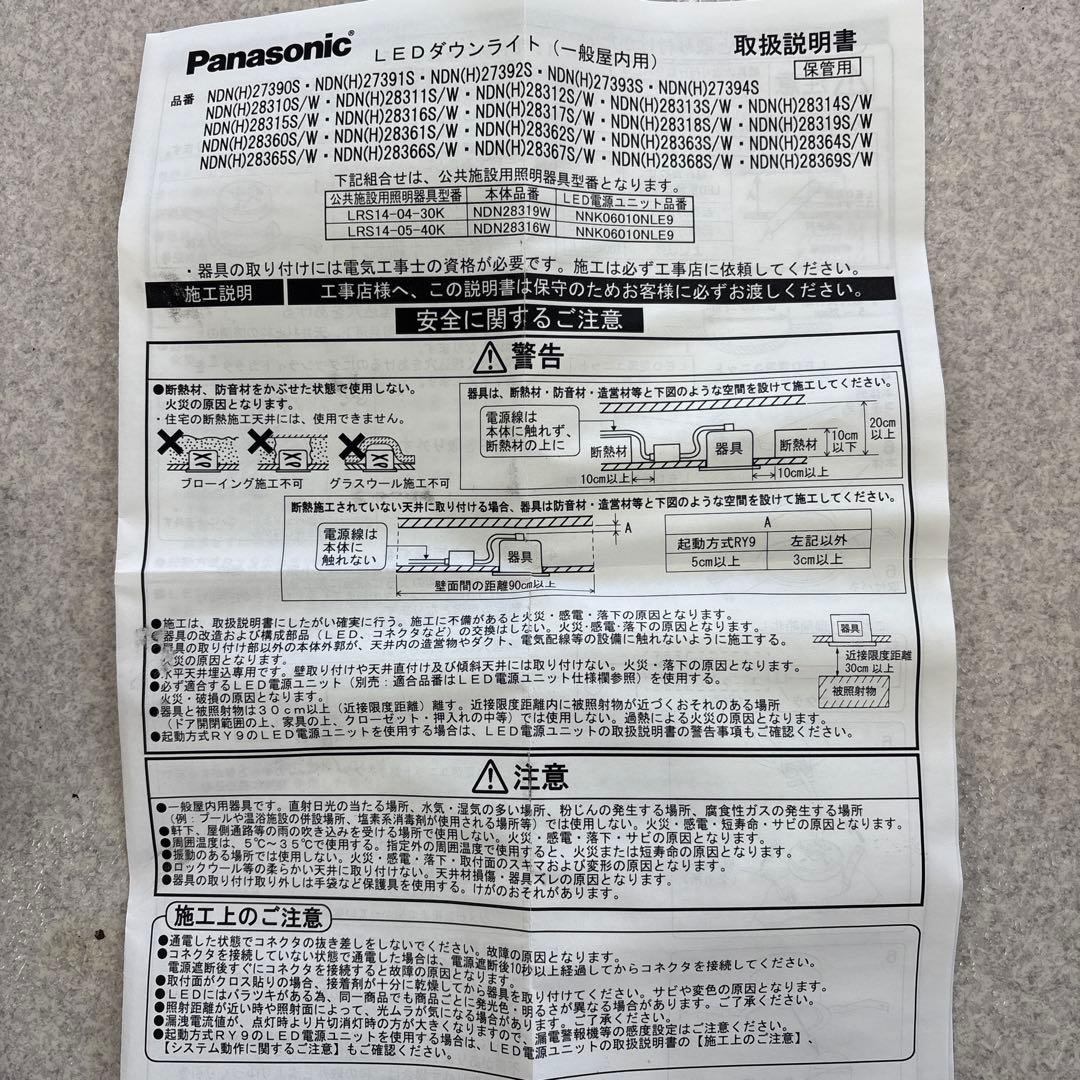 Panasonic® LEDダウンライト（一般屋内用） 取扱説明書
保管用
品番 NDN(H)27390S・NDN(H)27391S・NDN(H)27392S・NDN(H)27393S・NDN(H)27394S
NDN(H)28310S/W・NDN(H)28311S/W・NDN(H)28312S/W・NDN(H)28313S/W・NDN(H)28314S/W
NDN(H)28315S/W・NDN(H)28316S/W・NDN(H)28317S/W・NDN(H)28318S/W・NDN(H)28319S/W
NDN(H)28360S/W・NDN(H)28361S/W・NDN(H)28362S/W・NDN(H)28363S/W・NDN(H)28364S/W
NDN(H)28365S/W・NDN(H)28366S/W・NDN(H)28367S/W・NDN(H)28368S/W・NDN(H)28369S/W
下記組合せは、公共施設用照明器具型番となります。
公共施設用照明器具型番 本体品番 LED電源ユニット品番
LRS14-04-30K NDN28319W NNK06010NLE9
LRS14-05-40K NDN28316W NNK06010NLE9
・器具の取り付けには電気工事士の資格が必要です。施工は必ず工事店に依頼してください。
施工説明 工事店様へ、この説明書は保守のためお客様に必ずお渡しください。
安全に関するご注意
警告
●断熱材、防音材をかぶせた状態で使用しない。
火災の原因となります。
・住宅の断熱施工天井には、使用できません。
ブローイング施工不可 グラスウール施工不可
器具は、断熱材・防音材・造営材等と下図のような空間を設けて施工してください。
電源線は
本体に触れず、
断熱材の上に
断熱材 器具 断熱材
20cm以上
10cm以下
10cm以上 10cm以上
断熱施工されていない天井に取り付ける場合、器具は防音材・造営材等と下図のような空間を設けて施工してください。
電源線は
本体に
触れない
器具
A
壁面間の距離90cm以上
A
起動方式RY9 左記以外
5cm以上 3cm以上
●施工は、取扱説明書にしたがい確実に行う。施工に不備があると火災・感電・落下の原因となります。
器具の改造および構成部品（LED、コネクタなど）の交換はしない。火災・感電・落下の原因となります。
●器具の取り付け部以外の本体外郭が、天井内の造営物やダクト、電気配線等の設備に触れないように施工する。
火災の原因となります。
●水平天井埋込専用です。壁取り付けや天井直付け及び傾斜天井には取り付けない。火災・落下の原因となります。
●必ず適合するLED電源ユニット（別売：適合品番はLED電源ユニット仕様欄参照）を使用する。
火災・破損の原因となります。
●器具と被照射物は30cm以上（近接限度距離）離す。近接限度距離内に被照射物が近づくおそれのある場所
（ドア開閉範囲の上、家具の上、クローゼット・押入れの中等）では使用しない。過熱による火災の原因となります。
●起動方式RY9のLED電源ユニットを使用する場合は、LED電源ユニットの取扱説明書の警告事項もご確認ください。
器具
近接限度距離
30cm以上
被照射物
注意
●一般屋内用器具です。直射日光の当たる場所、水気・湿気の多い場所、粉じんの発生する場所、腐食性ガスの発生する場所
（例：プールや温浴施設の併設場所、塩素系消毒剤が使用される場所等）では使用しない。火災・感電・短寿命・サビの原因となります。
●軒下、屋側通路等の雨の吹き込みを受ける場所で使用しない。火災・感電・落下・サビの原因となります。
●周囲温度は、5℃～35℃で使用する。指定外の周囲温度で使用すると、火災または短寿命の原因となります。
●振動のある場所では使用しない。火災・感電・落下・取付面のスキマおよび変形の原因となります。
●ロックウール等の柔らかい天井に取り付けない。天井材損傷・器具ズレの原因となります。
●器具の取り付け取り外しは手袋など保護具を使用する。けがのおそれがあります。
施工上のご注意
●通電した状態でコネクタの抜き差しをしないでください。故障の原因となります。
●コネクタを接続していない状態で通電した場合は、電源遮断後10秒以上経過してからコネクタを接続してください。
電源遮断後すぐにコネクタを接続すると故障の原因となります。
●取付面がクロス貼りの場合、接着剤が十分に乾燥してから器具を取り付けてください。サビや変色の原因となります。
●LEDにはバラツキがある為、同一商品でも商品ごとに発光色・明るさが異なる場合があります。ご了承ください。
●照射距離が近い時や照射面によって、光ムラが気になる場合があります。ご了承ください。
●漏洩電流値が、点灯時より片切消灯時の方が大きくなりますので、漏電警報機等の感度設定はご注意ください。
●起動方式RY9のLED電源ユニットを使用する場合は、LED電源ユニットの取扱説明書の【施工上のご注意】、
【システム動作に関するご注意】もご確認ください。